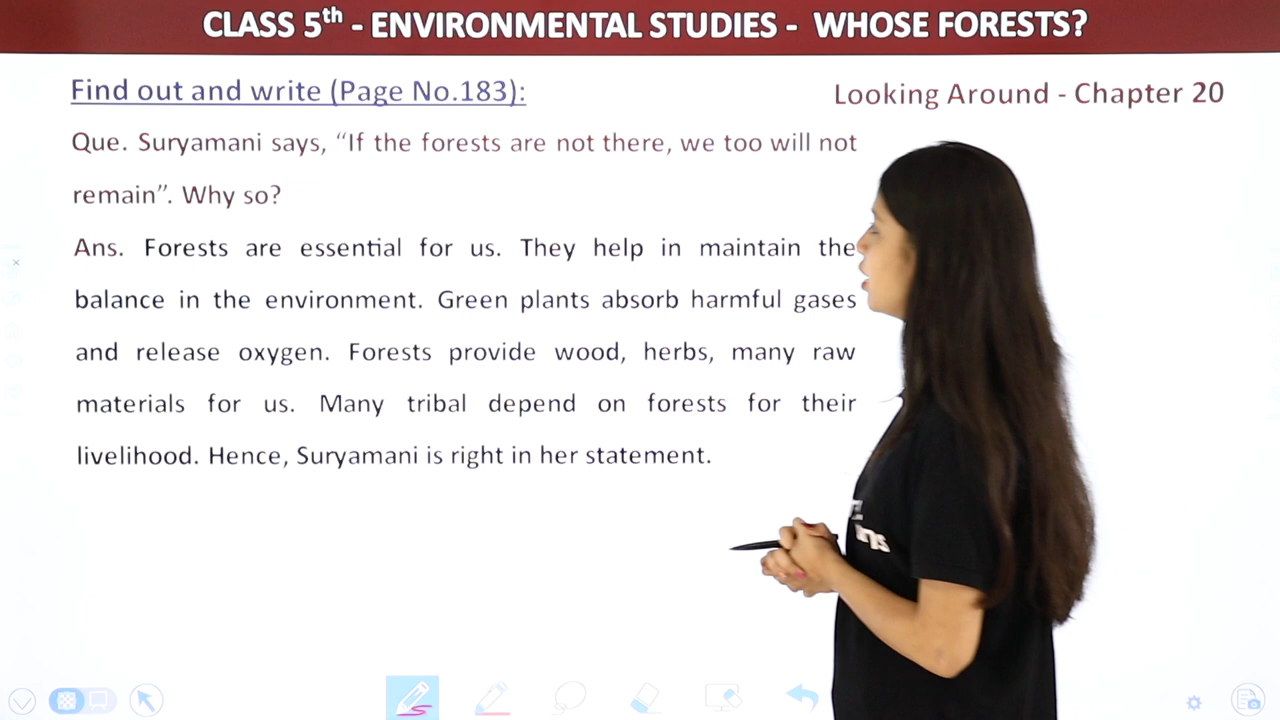 CLASS 5th - ENVIRONMENTAL STUDIES - WHOSE FORESTS?
Find out and write (Page No.183):
Looking Around - Chapter 20
Que. Suryamani says, “If the forests are not there, we too will not
remain”. Why so?
Ans. Forests are essential for us. They help in maintain the
balance in the environment. Green plants absorb harmful gases
and release oxygen. Forests provide wood, herbs, many raw
materials for us. Many tribal depend on forests for their
livelihood. Hence, Suryamani is right in her statement.